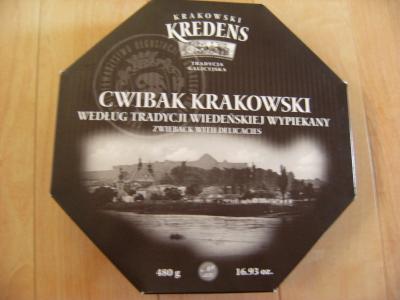 KRAKOWSKI
KREDENS
TRADYCJA
GALICYJSKA
CWIBAK KRAKOWSKI
WEDŁUG TRADYCJI WIEDEŃSKIEJ WYPIEKANY
ZWIEBACK WITH DELICACIES
480 g 16.93 oz.